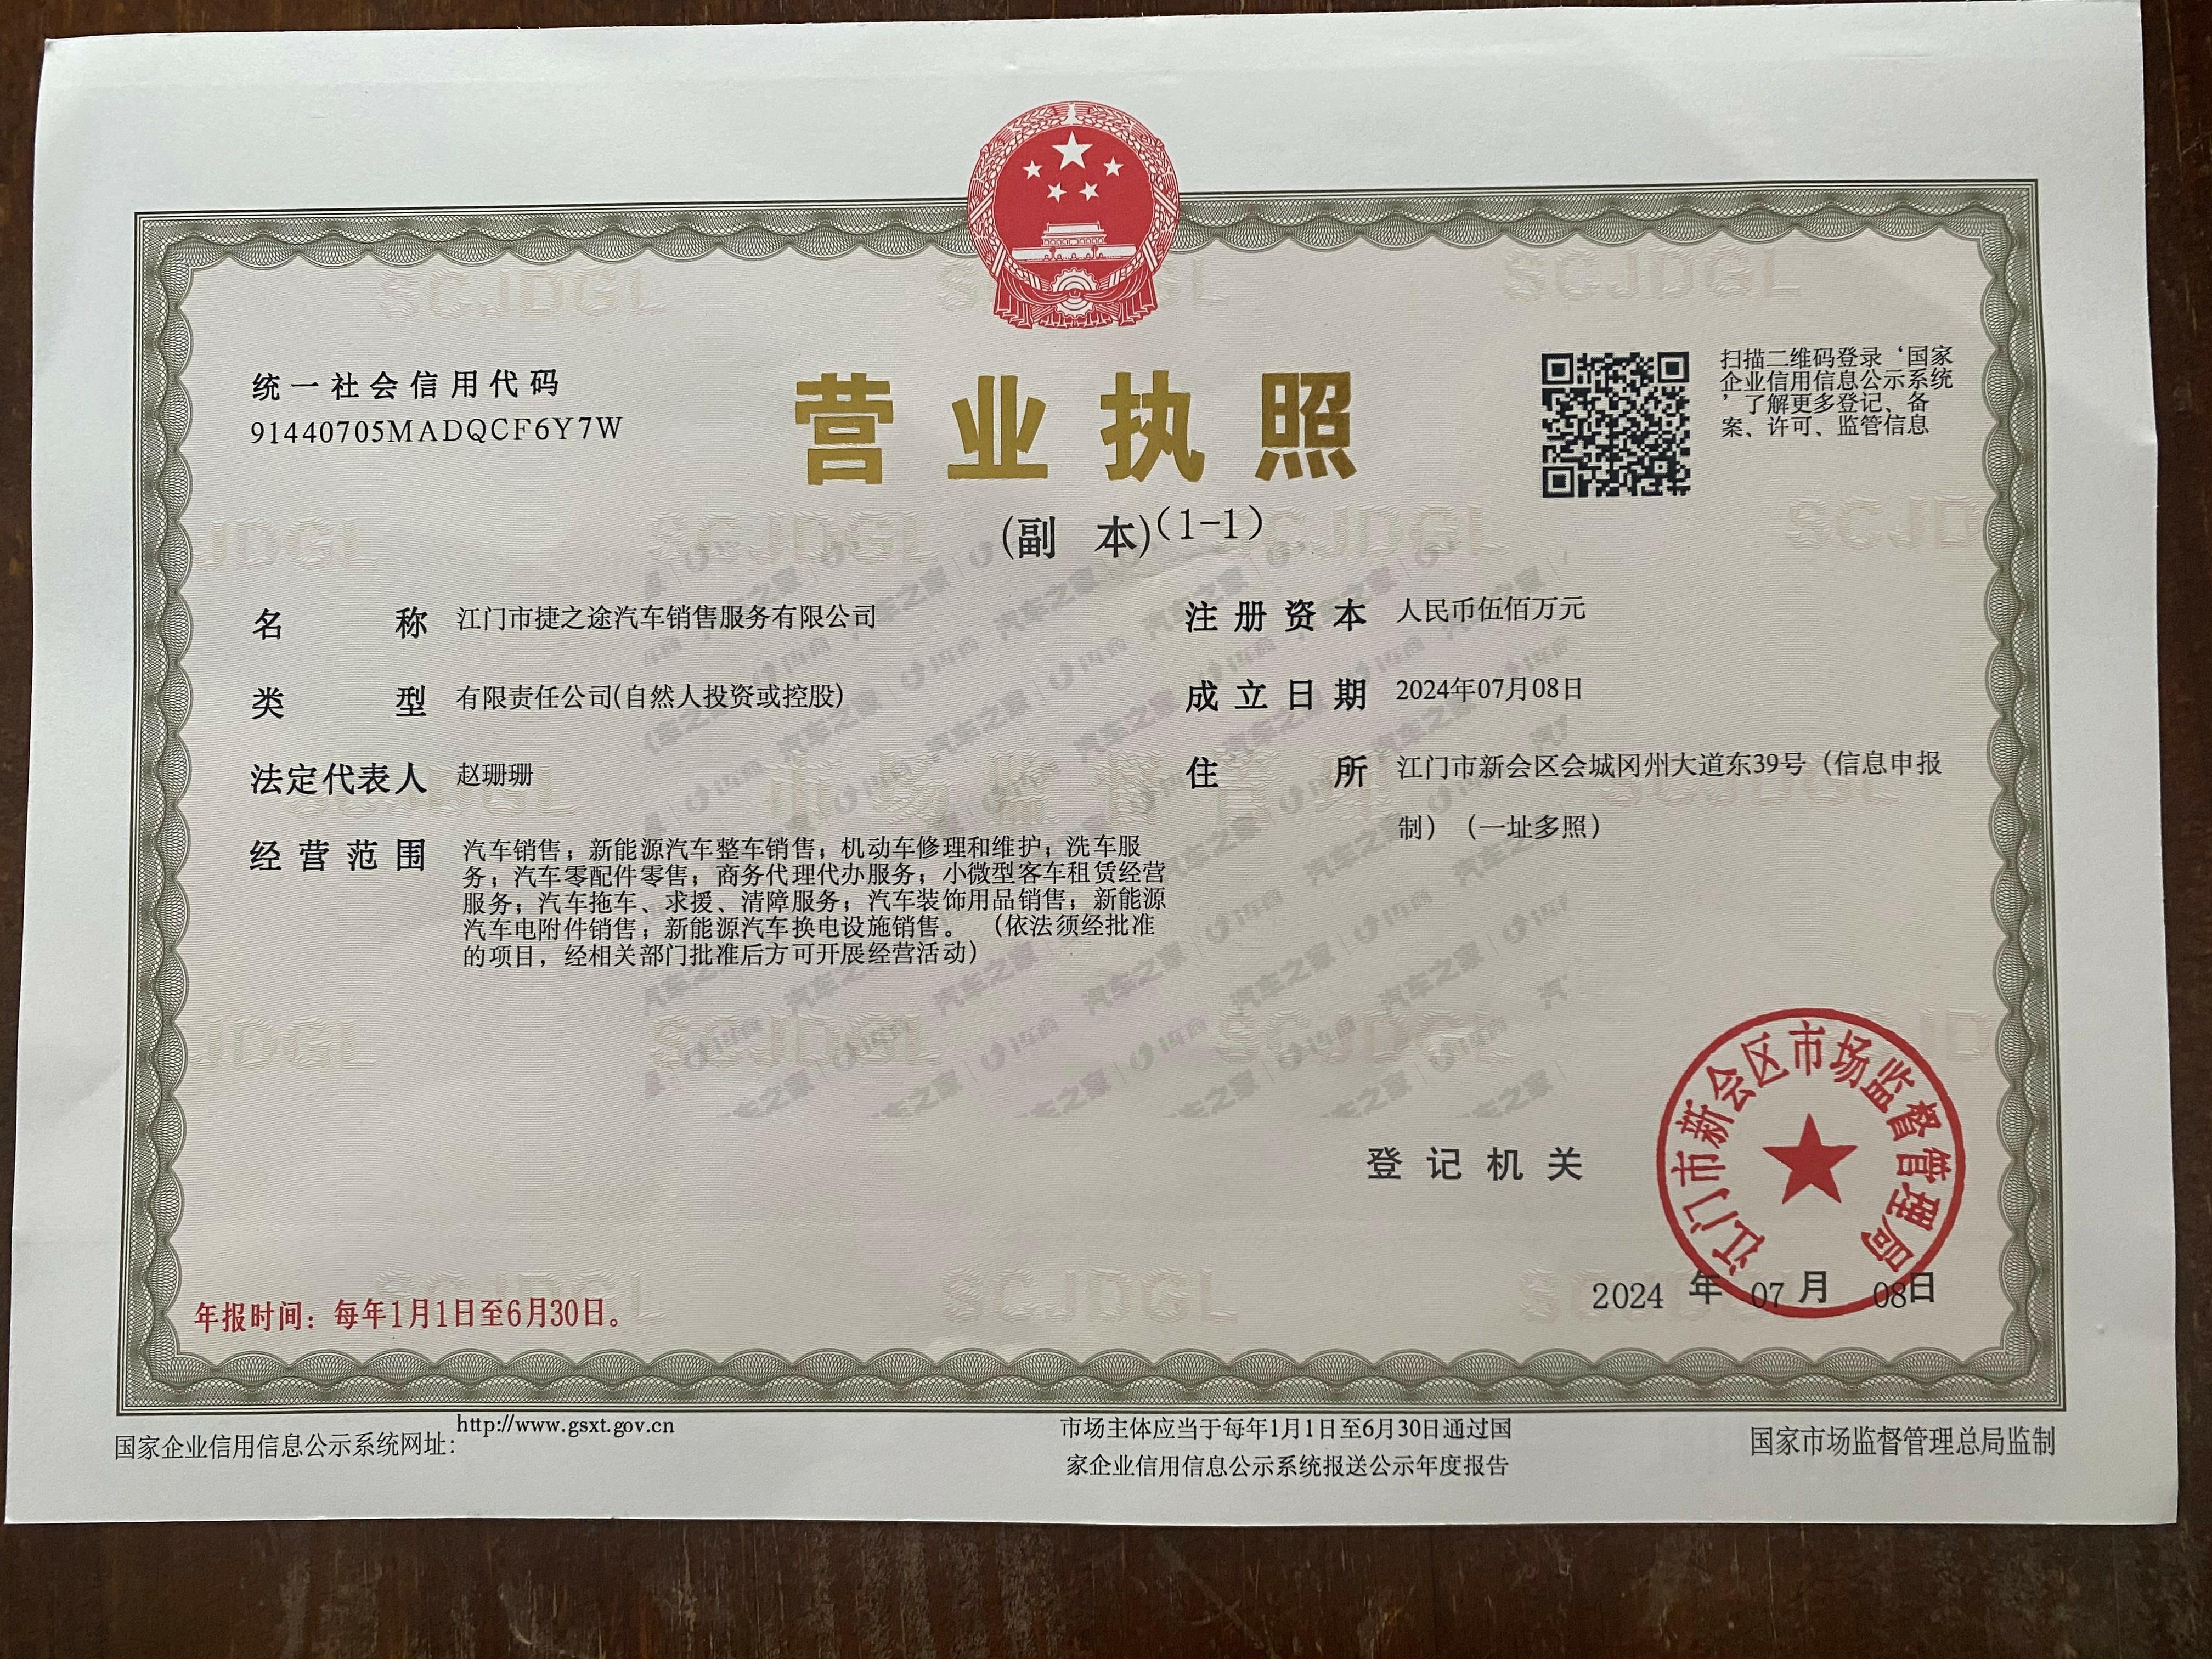 统一社会信用代码
91440705MADQCF6Y7W
营业执照
(副 本)(1-1)
扫描二维码登录‘国家
企业信用信息公示系统
’了解更多登记、备
案、许可、监管信息
名 称 江门市捷之途汽车销售服务有限公司
类 型 有限责任公司(自然人投资或控股)
法定代表人 赵珊珊
经营范围 汽车销售；新能源汽车整车销售；机动车修理和维护；洗车服
务；汽车零配件零售；商务代理代办服务；小微型客车租赁经营
服务；汽车拖车、求援、清障服务；汽车装饰用品销售；新能源
汽车电附件销售；新能源汽车换电设施销售。（依法须经批准
的项目，经相关部门批准后方可开展经营活动）
注册资本 人民币伍佰万元
成立日期 2024年07月08日
住 所 江门市新会区会城冈州大道东39号（信息申报
制）（一址多照）
登记机关
江门市新会区市场监督管理局
2024 年 07 月 08日
年报时间：每年1月1日至6月30日。
国家企业信用信息公示系统网址：http://www.gsxt.gov.cn
市场主体应当于每年1月1日至6月30日通过国
家企业信用信息公示系统报送公示年度报告
国家市场监督管理总局监制
SCJDGL
汽车之家